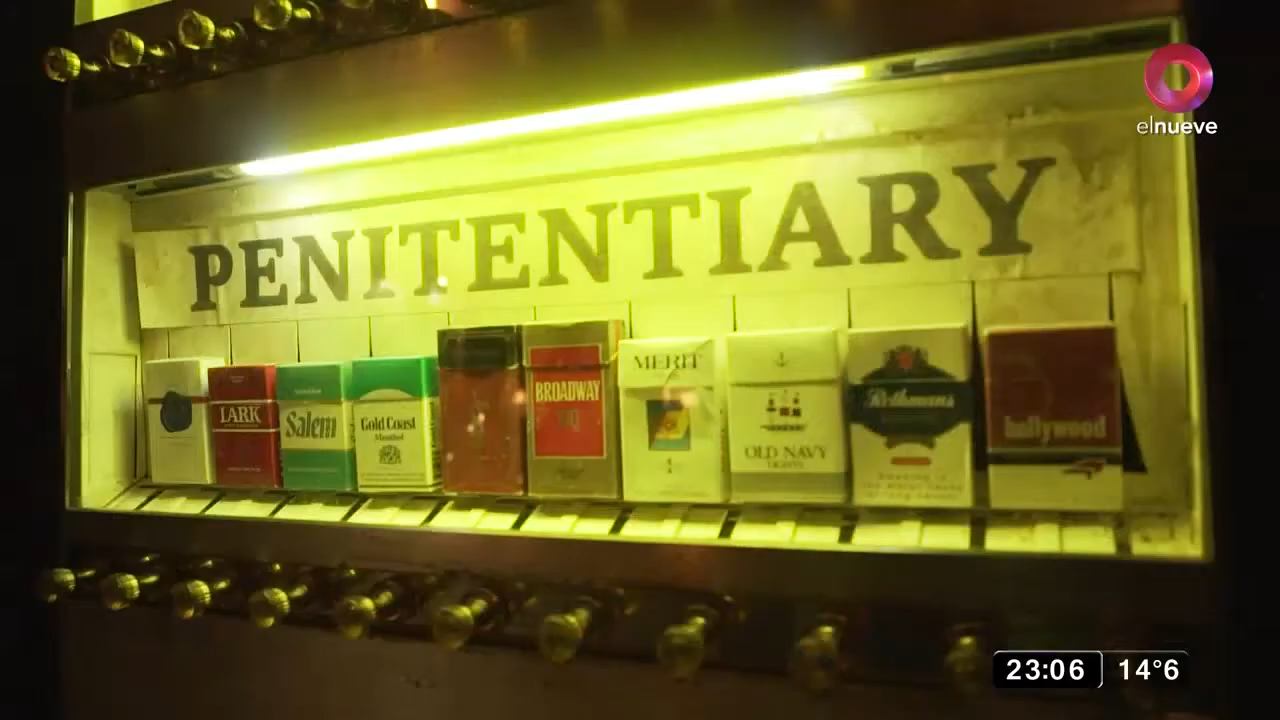 elnueve
PENITENTIARY
LARK
Salem
Gold Coast
Menthol
BROADWAY
MERIT
OLD NAVY
LIGHTS
Rothmans
hollywood
23:06
14°6